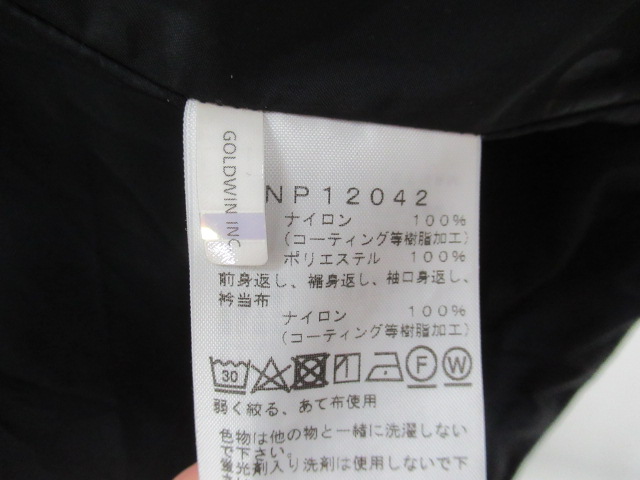 GOLDWIN INC
NP12042
ナイロン 100%
(コーティング等樹脂加工)
ポリエステル 100%
前身返し、裾身返し、袖口身返し、
衿当布
ナイロン 100%
(コーティング等樹脂加工)
30 F W
弱く絞る、あて布使用
色物は他の物と一緒に洗濯しない
で下さい。
蛍光剤入り洗剤は使用しないで下